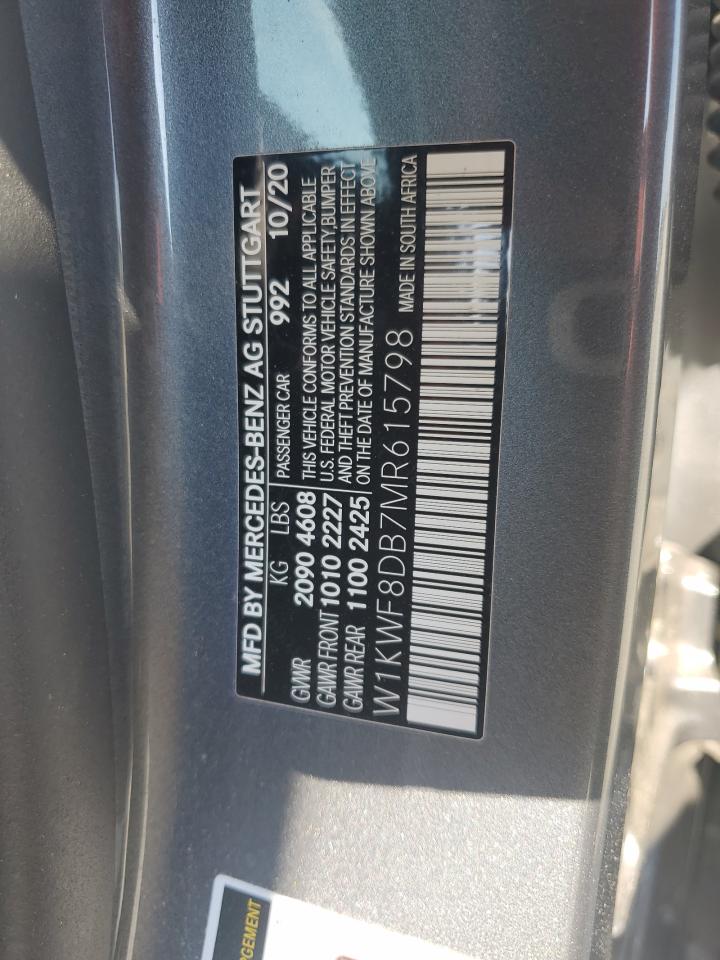 MFD BY MERCEDES-BENZ AG STUTTGART
KG LBS PASSENGER CAR 992 10/20
GVWR 2090 4608 THIS VEHICLE CONFORMS TO ALL APPLICABLE
GAWR FRONT 1010 2227 U.S. FEDERAL MOTOR VEHICLE SAFETY, BUMPER
GAWR REAR 1100 2425 AND THEFT PREVENTION STANDARDS IN EFFECT
ON THE DATE OF MANUFACTURE SHOWN ABOVE
W1KWF8DB7MR615798 MADE IN SOUTH AFRICA